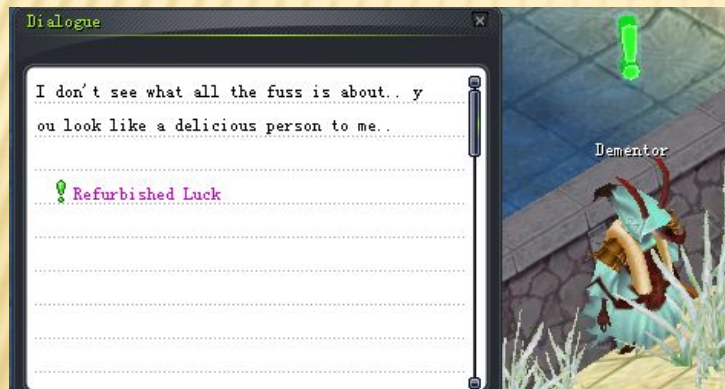 Dialogue
I don't see what all the fuss is about.. y
ou look like a delicious person to me..
Refurbished Luck
Dementor